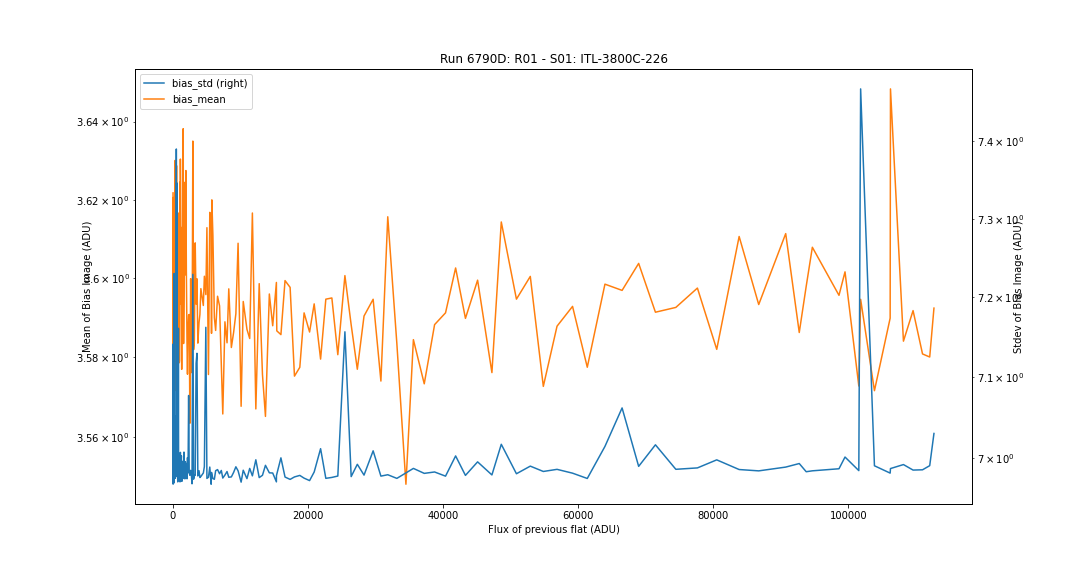 Run 6790D: R01 - S01: ITL-3800C-226
bias_std (right)
bias_mean
3.64 × 10⁰
3.62 × 10⁰
3.6 × 10⁰
3.58 × 10⁰
3.56 × 10⁰
Mean of Bias Image (ADU)
7.4 × 10⁰
7.3 × 10⁰
7.2 × 10⁰
7.1 × 10⁰
7 × 10⁰
Stdev of Bias Image (ADU)
0 20000 40000 60000 80000 100000
Flux of previous flat (ADU)